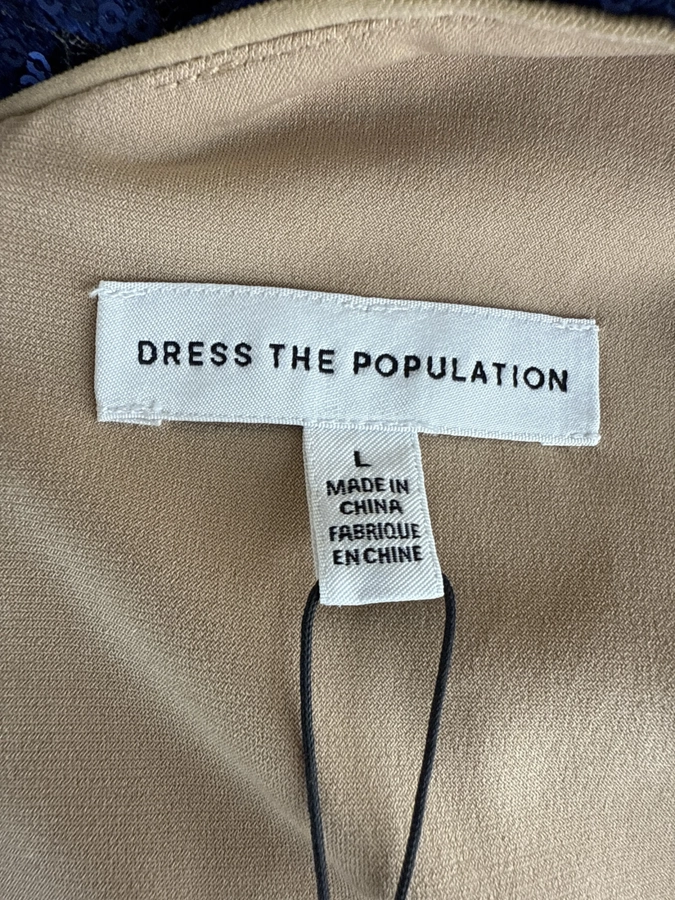 DRESS THE POPULATION
L
MADE IN
CHINA
FABRIQUE
EN CHINE